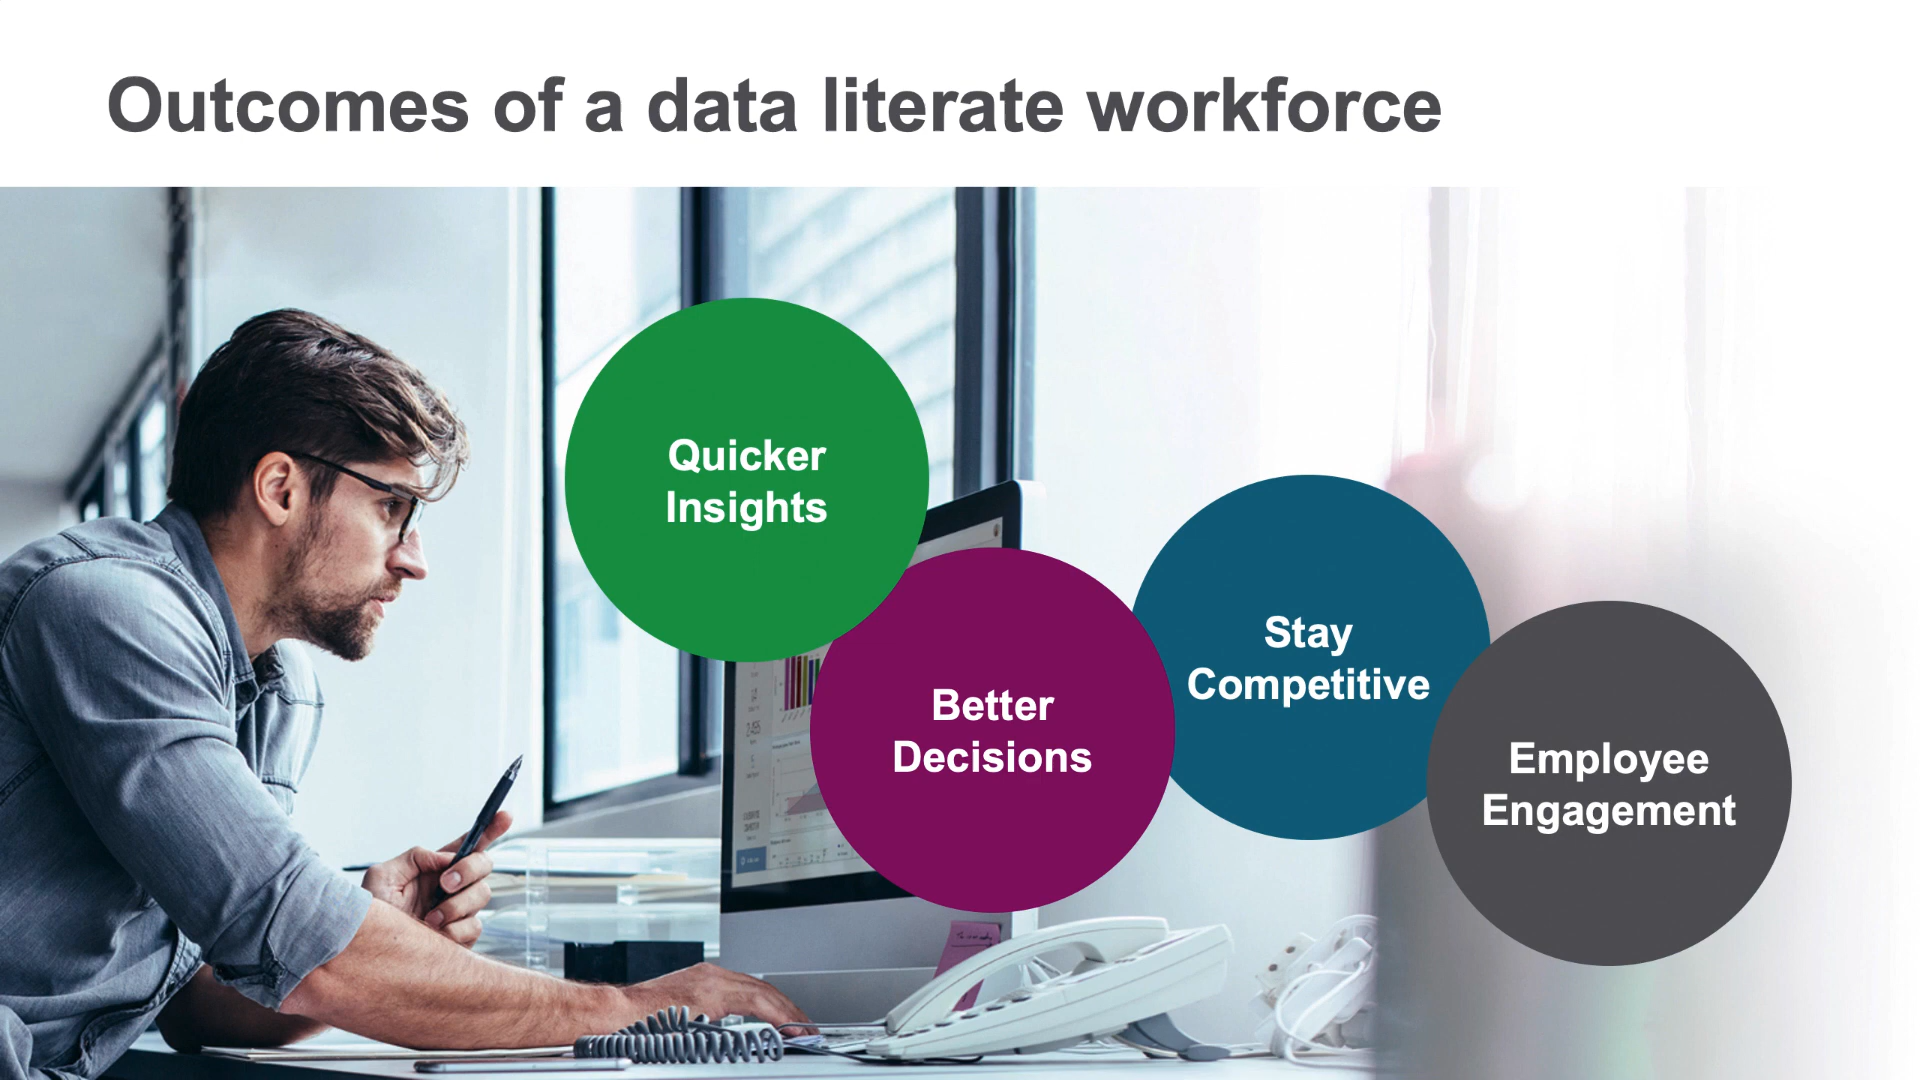 Outcomes of a data literate workforce
Quicker
Insights
Better
Decisions
Stay
Competitive
Employee
Engagement